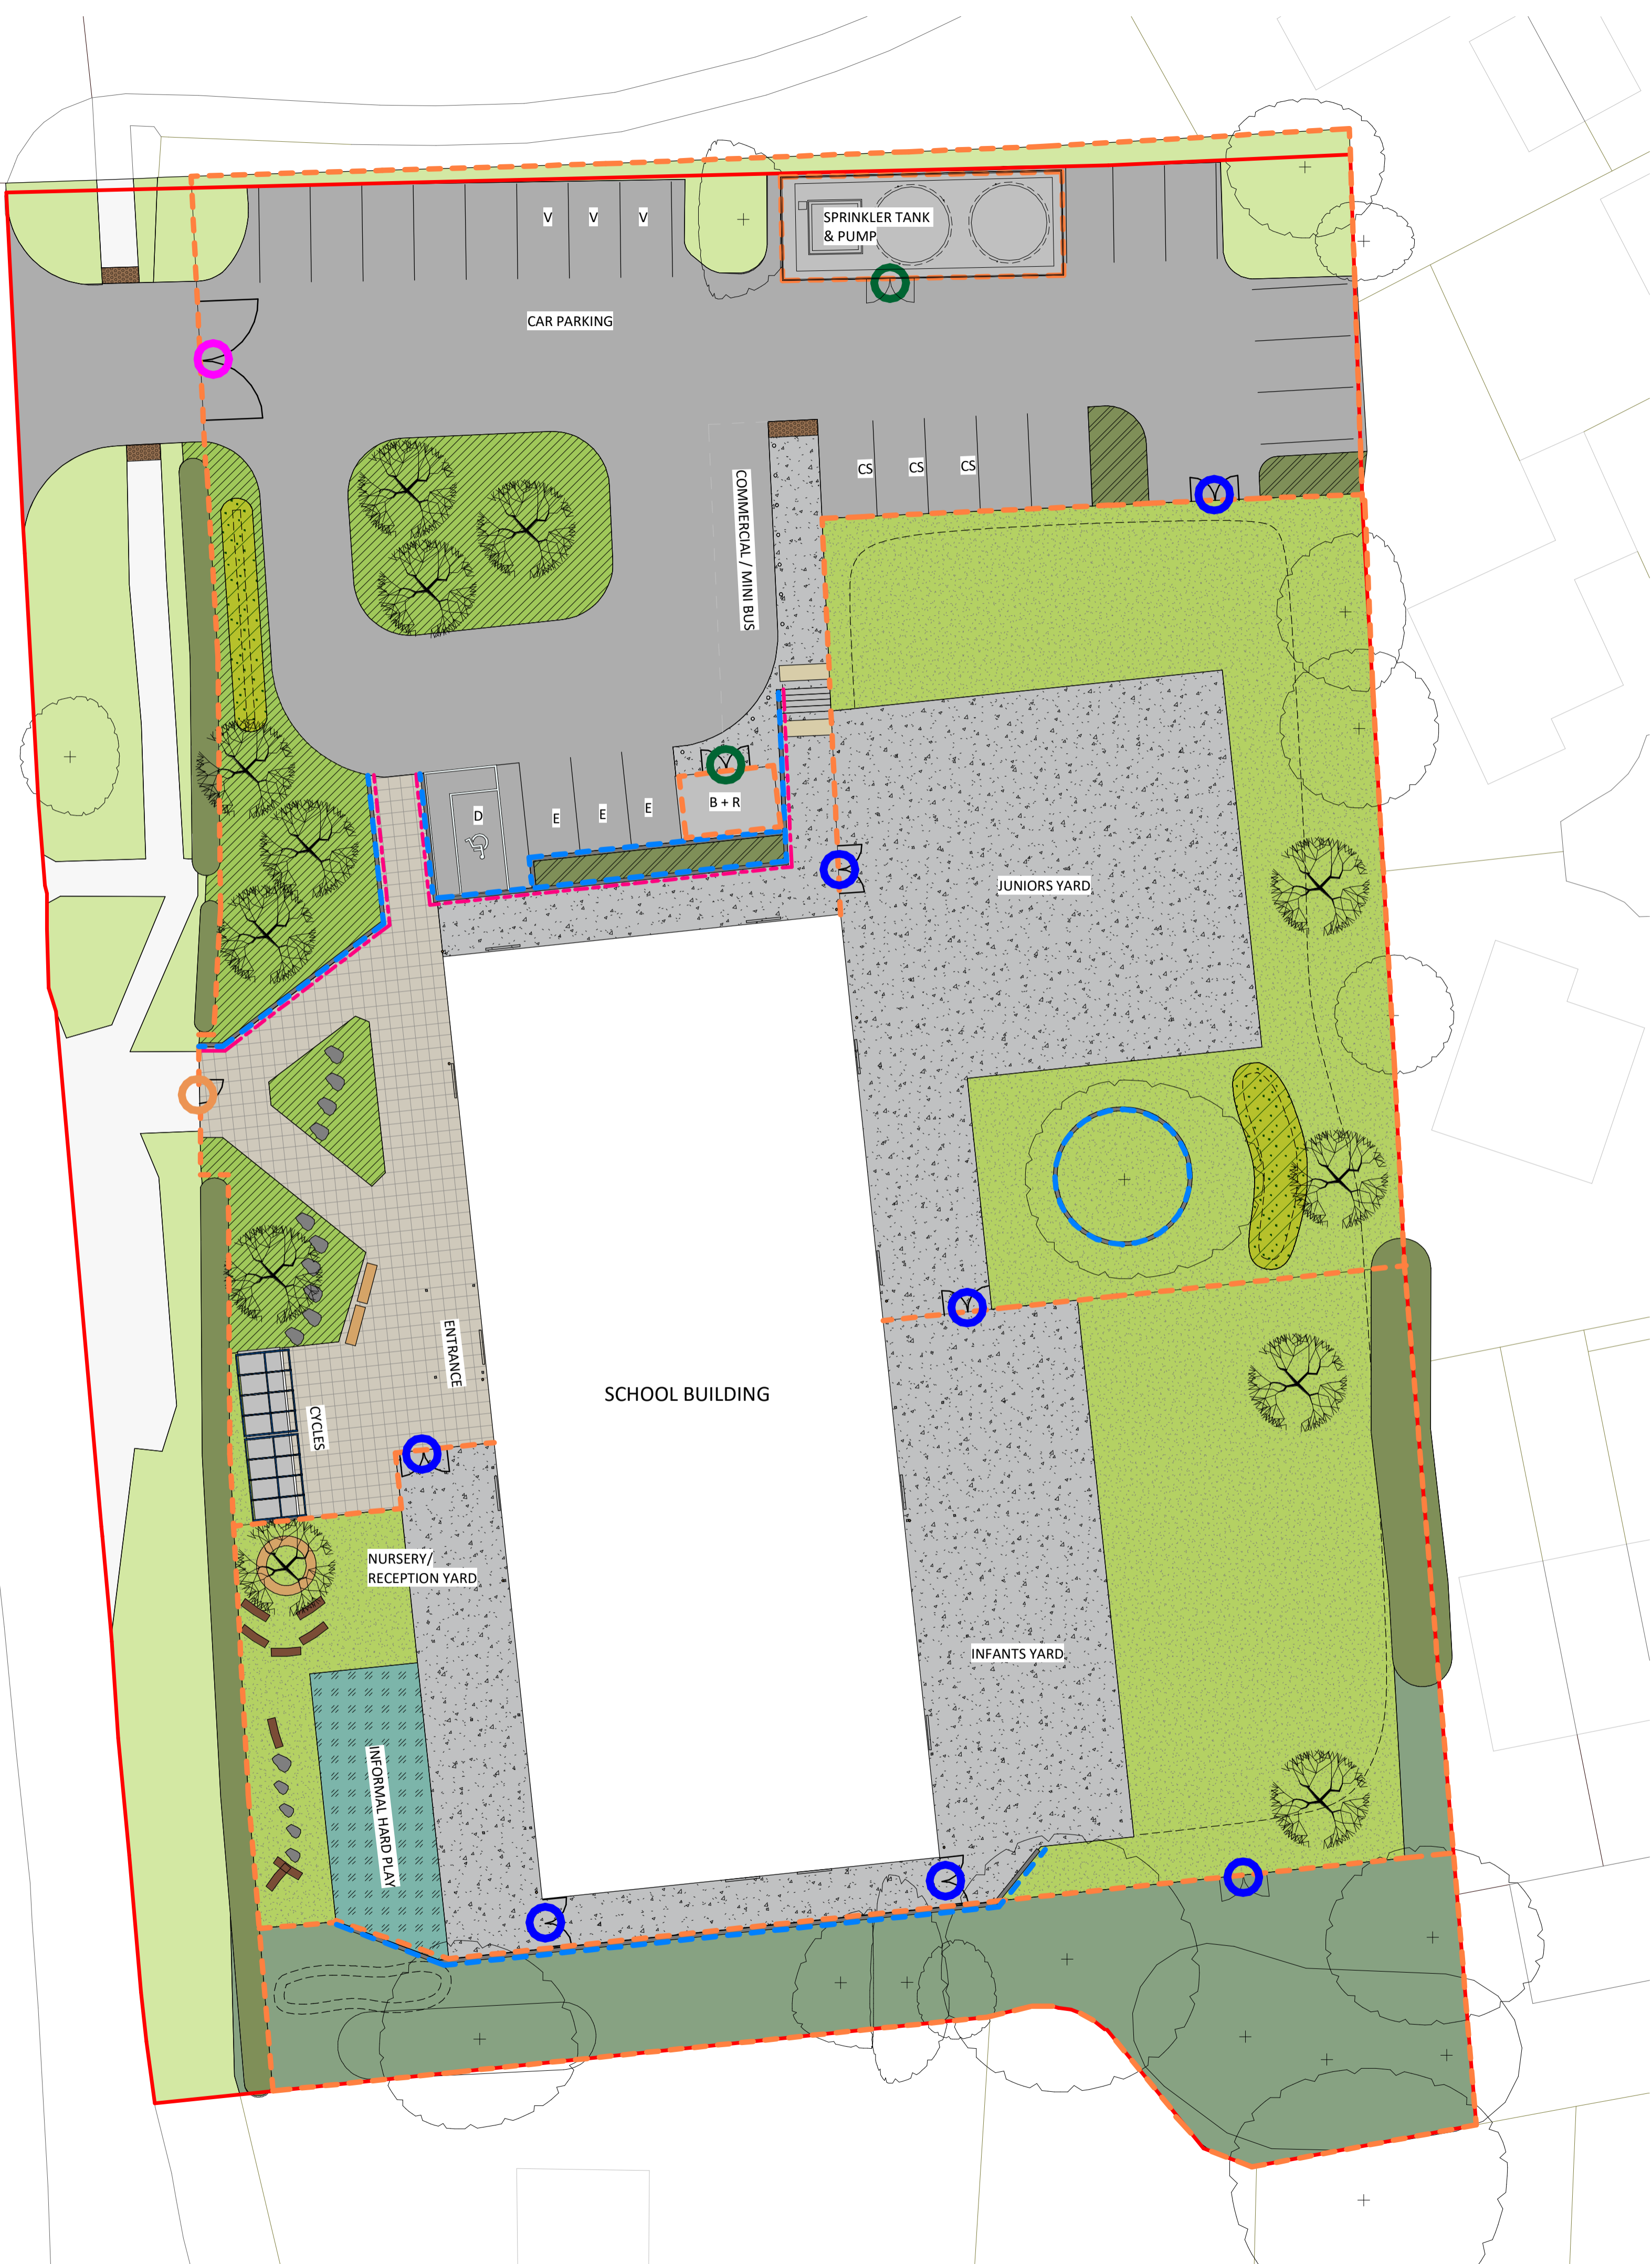 V
V
V
SPRINKLER TANK
& PUMP
CAR PARKING
CS
CS
CS
COMMERCIAL / MINI BUS
D
E
E
E
B + R
JUNIORS YARD
ENTRANCE
SCHOOL BUILDING
CYCLES
NURSERY/
RECEPTION YARD
INFANTS YARD
INFORMAL HARD PLAY